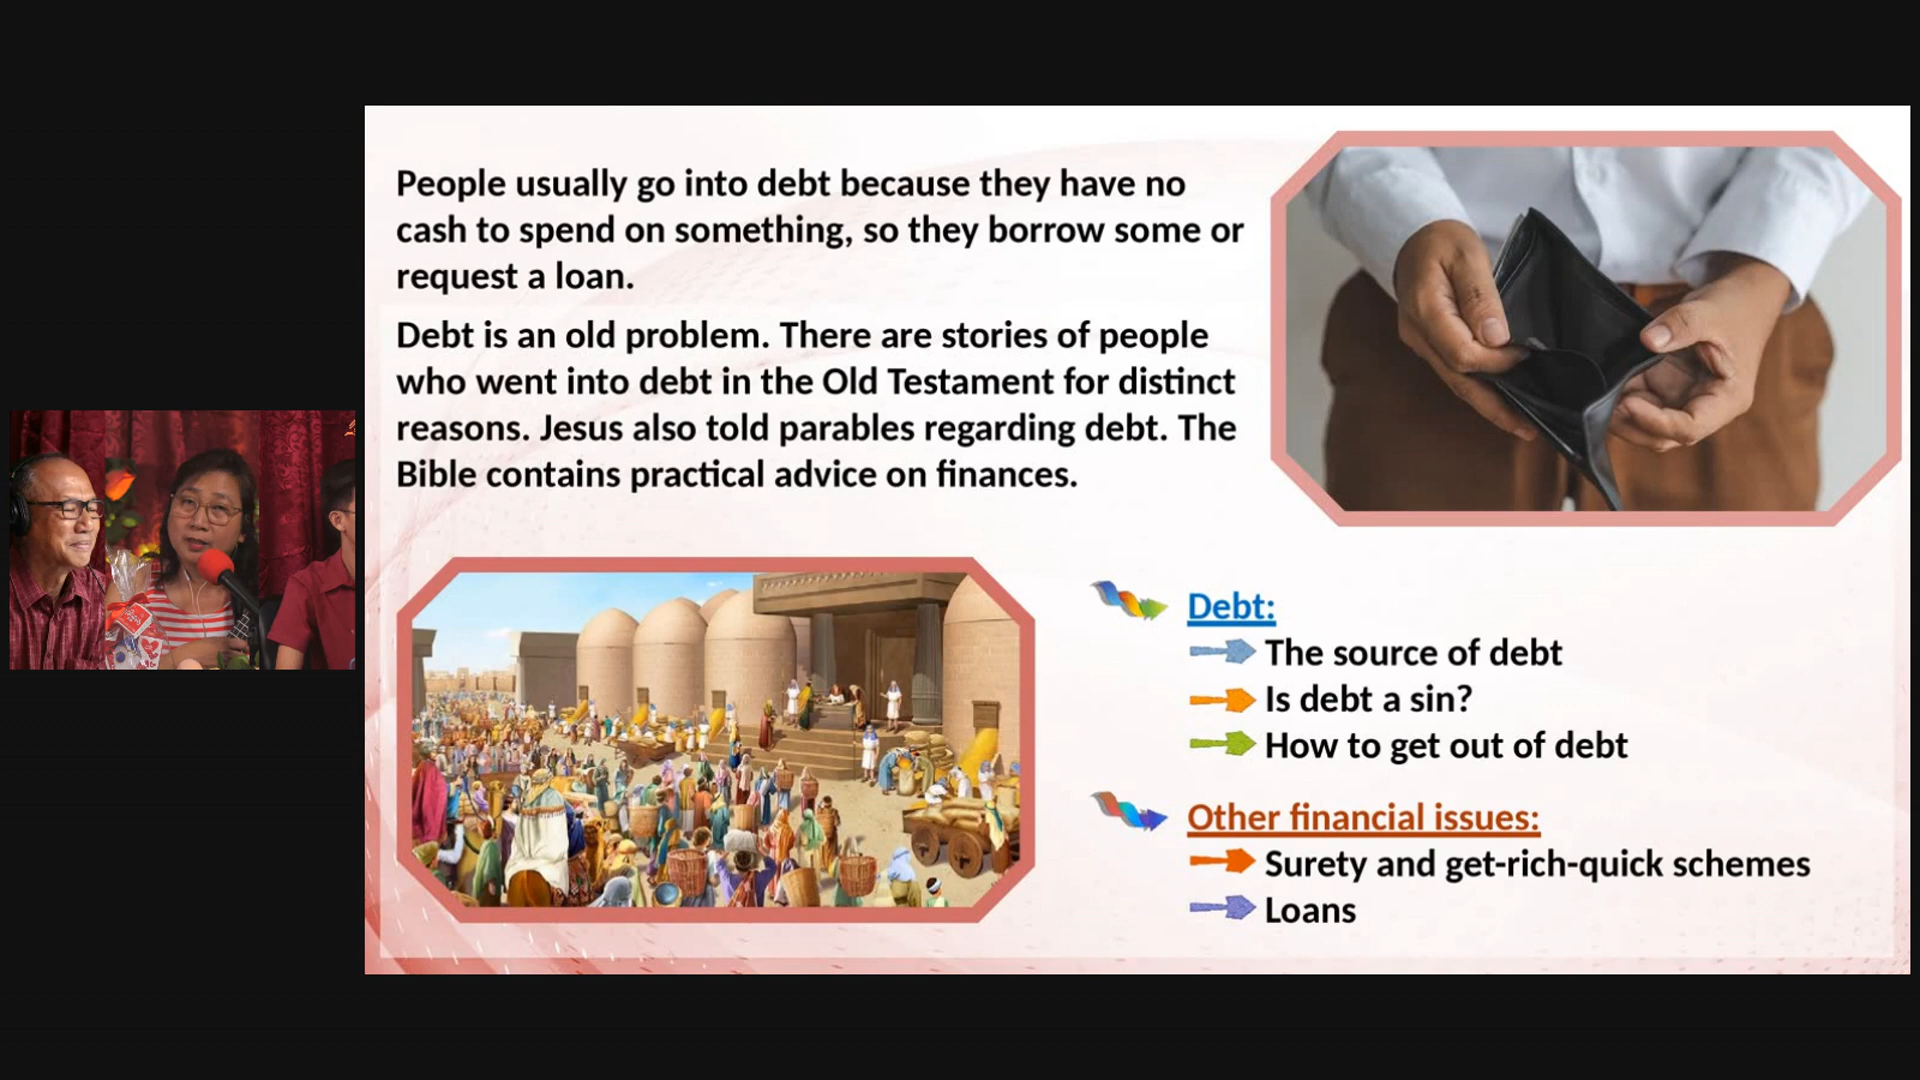 People usually go into debt because they have no
cash to spend on something, so they borrow some or
request a loan.
Debt is an old problem. There are stories of people
who went into debt in the Old Testament for distinct
reasons. Jesus also told parables regarding debt. The
Bible contains practical advice on finances.
Debt:
The source of debt
Is debt a sin?
How to get out of debt
Other financial issues:
Surety and get-rich-quick schemes
Loans